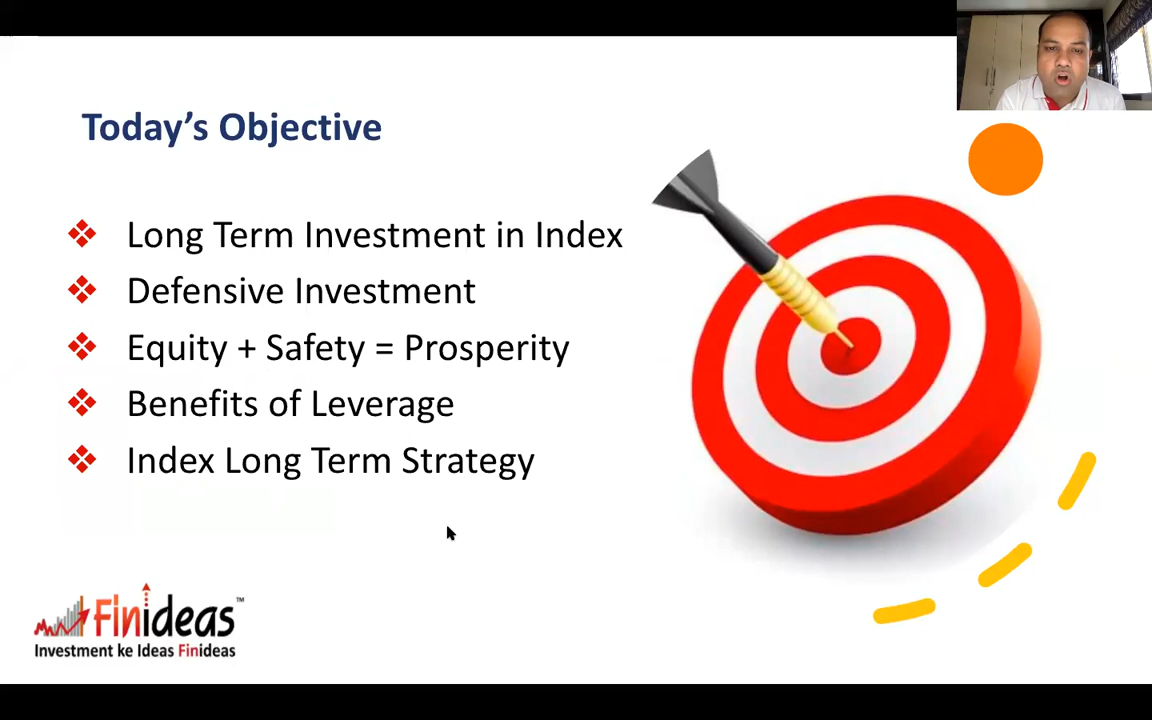 Today’s Objective
Long Term Investment in Index
Defensive Investment
Equity + Safety = Prosperity
Benefits of Leverage
Index Long Term Strategy
Finideas™
Investment ke Ideas Finideas